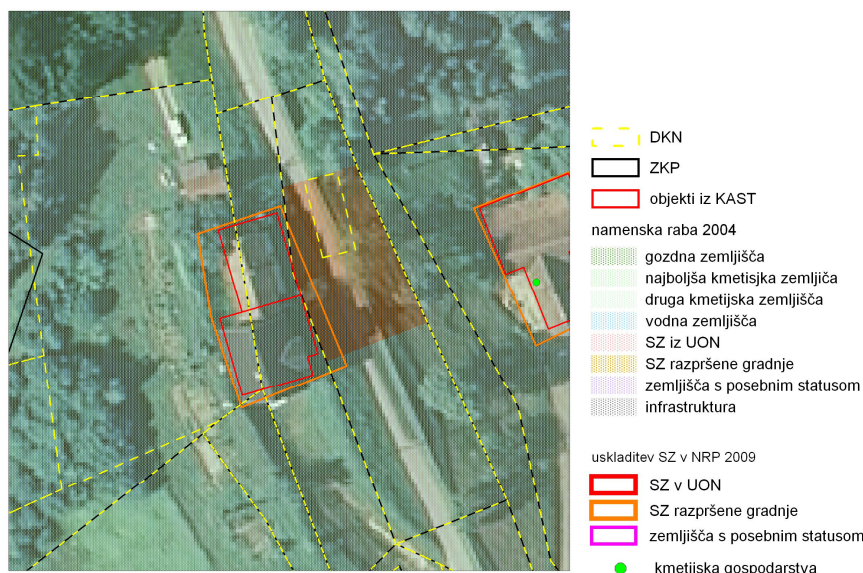 DKN
ZKP
objekti iz KAST
namenska raba 2004
gozdna zemljišča
najboljša kmetisjka zemljiča
druga kmetijska zemljišča
vodna zemljišča
SZ iz UON
SZ razpršene gradnje
zemljišča s posebnim statusom
infrastruktura
uskladitev SZ v NRP 2009
SZ v UON
SZ razpršene gradnje
zemljišča s posebnim statusom
kmetijska gospodarstva